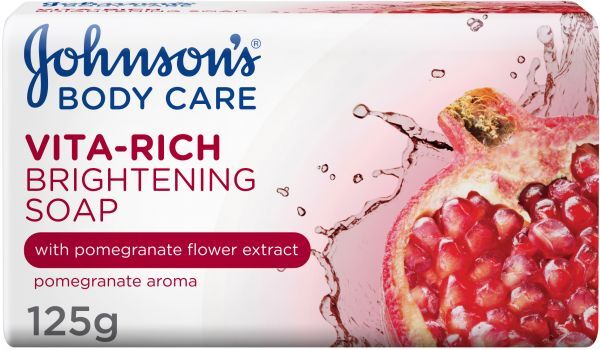 Johnson's®
BODY CARE
VITA-RICH
BRIGHTENING
SOAP
with pomegranate flower extract
pomegranate aroma
125g